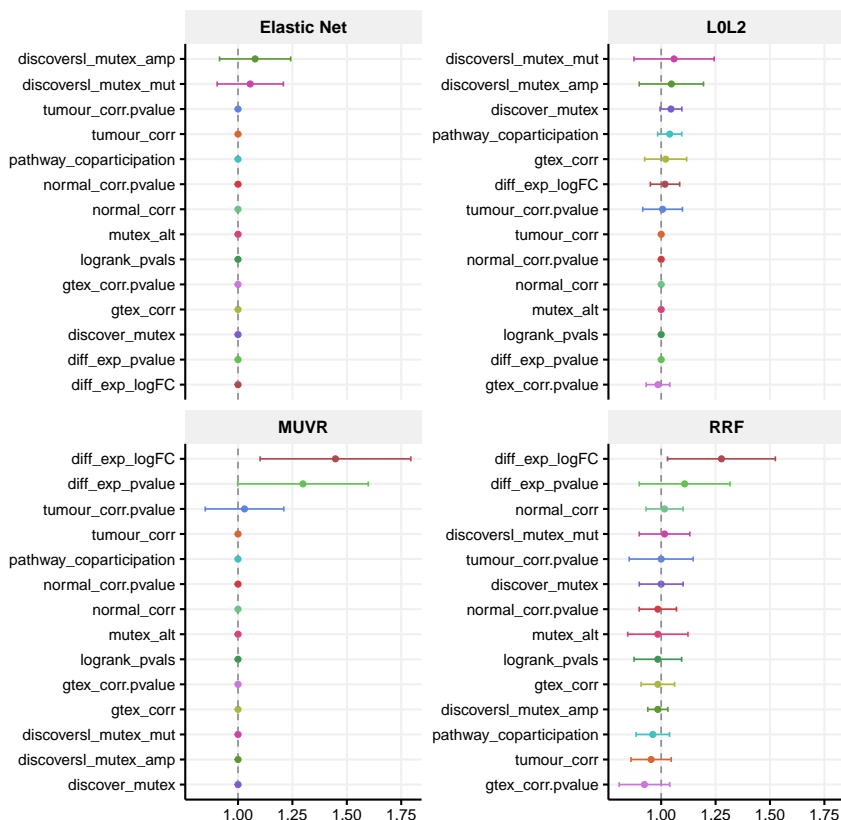 Elastic Net
discoversl_mutex_amp
discoversl_mutex_mut
tumour_corr.pvalue
tumour_corr
pathway_coparticipation
normal_corr.pvalue
normal_corr
mutex_alt
logrank_pvals
gtex_corr.pvalue
gtex_corr
discover_mutex
diff_exp_pvalue
diff_exp_logFC
L0L2
discoversl_mutex_mut
discoversl_mutex_amp
discover_mutex
pathway_coparticipation
gtex_corr
diff_exp_logFC
tumour_corr.pvalue
tumour_corr
normal_corr.pvalue
normal_corr
mutex_alt
logrank_pvals
diff_exp_pvalue
gtex_corr.pvalue
MUVR
diff_exp_logFC
diff_exp_pvalue
tumour_corr.pvalue
tumour_corr
pathway_coparticipation
normal_corr.pvalue
normal_corr
mutex_alt
logrank_pvals
gtex_corr.pvalue
gtex_corr
discoversl_mutex_mut
discoversl_mutex_amp
discover_mutex
1.00 1.25 1.50 1.75
RRF
diff_exp_logFC
diff_exp_pvalue
normal_corr
discoversl_mutex_mut
tumour_corr.pvalue
discover_mutex
normal_corr.pvalue
mutex_alt
logrank_pvals
gtex_corr
discoversl_mutex_amp
pathway_coparticipation
tumour_corr
gtex_corr.pvalue
1.00 1.25 1.50 1.75